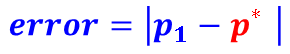 error = |p₁ − p* |